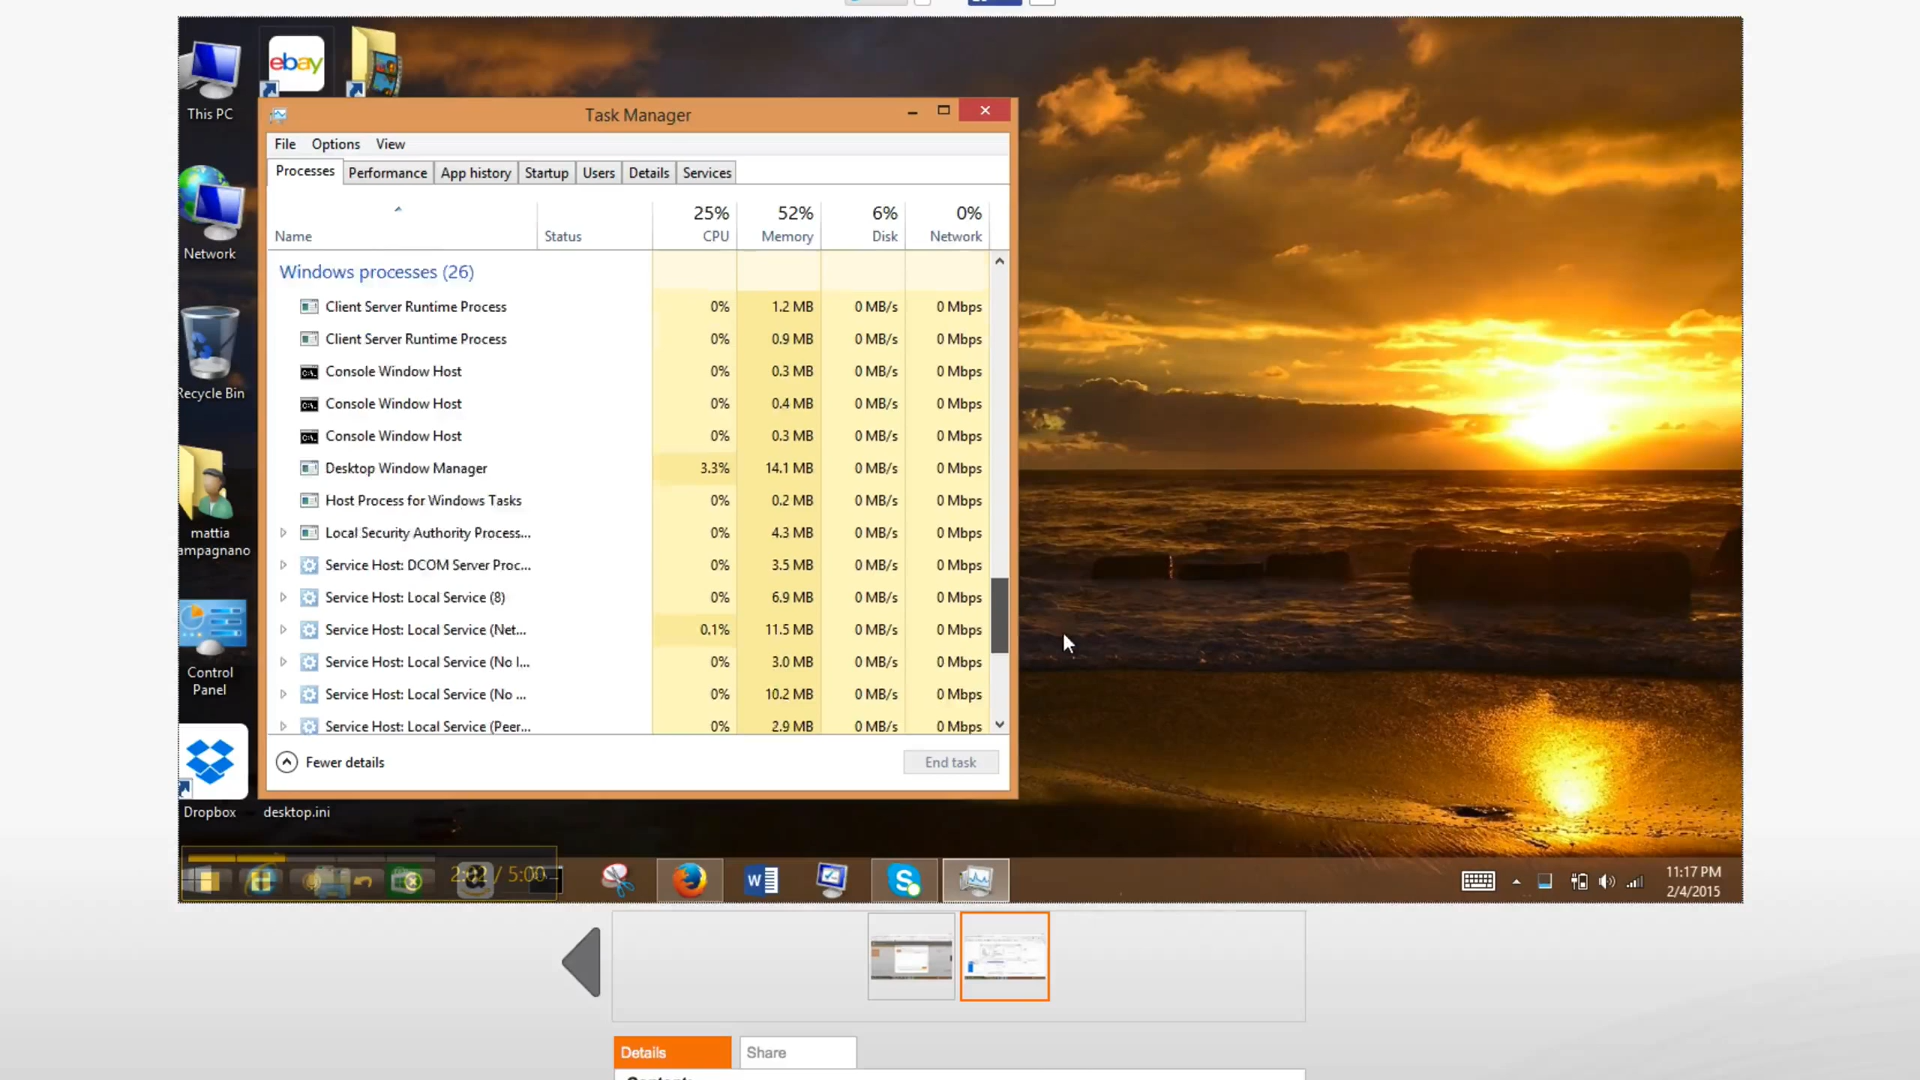 This PC
ebay
Network
Recycle Bin
mattia
ampagnano
Control
Panel
Dropbox
desktop.ini
Task Manager
File Options View
Processes Performance App history Startup Users Details Services
25% 52% 6% 0%
Name Status CPU Memory Disk Network
Windows processes (26)
Client Server Runtime Process 0% 1.2 MB 0 MB/s 0 Mbps
Client Server Runtime Process 0% 0.9 MB 0 MB/s 0 Mbps
Console Window Host 0% 0.3 MB 0 MB/s 0 Mbps
Console Window Host 0% 0.4 MB 0 MB/s 0 Mbps
Console Window Host 0% 0.3 MB 0 MB/s 0 Mbps
Desktop Window Manager 3.3% 14.1 MB 0 MB/s 0 Mbps
Host Process for Windows Tasks 0% 0.2 MB 0 MB/s 0 Mbps
Local Security Authority Process... 0% 4.3 MB 0 MB/s 0 Mbps
Service Host: DCOM Server Proc... 0% 3.5 MB 0 MB/s 0 Mbps
Service Host: Local Service (8) 0% 6.9 MB 0 MB/s 0 Mbps
Service Host: Local Service (Net... 0.1% 11.5 MB 0 MB/s 0 Mbps
Service Host: Local Service (No I... 0% 3.0 MB 0 MB/s 0 Mbps
Service Host: Local Service (No ... 0% 10.2 MB 0 MB/s 0 Mbps
Service Host: Local Service (Peer... 0% 2.9 MB 0 MB/s 0 Mbps
Fewer details End task
2:02 / 5:00
11:17 PM
2/4/2015
Details Share